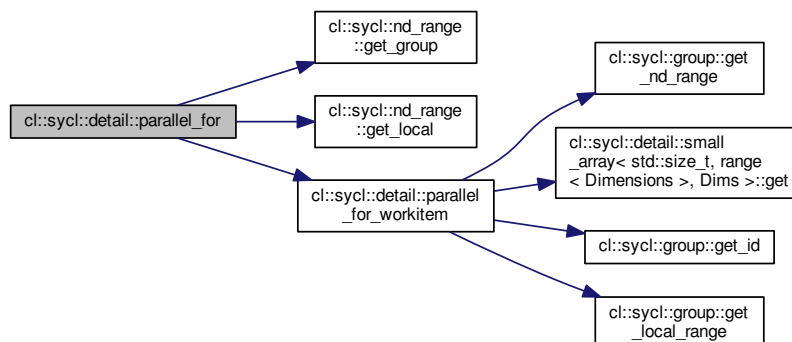 cl::sycl::detail::parallel_for
cl::sycl::nd_range
::get_group
cl::sycl::nd_range
::get_local
cl::sycl::detail::parallel
_for_workitem
cl::sycl::group::get
_nd_range
cl::sycl::detail::small
_array< std::size_t, range
< Dimensions >, Dims >::get
cl::sycl::group::get_id
cl::sycl::group::get
_local_range